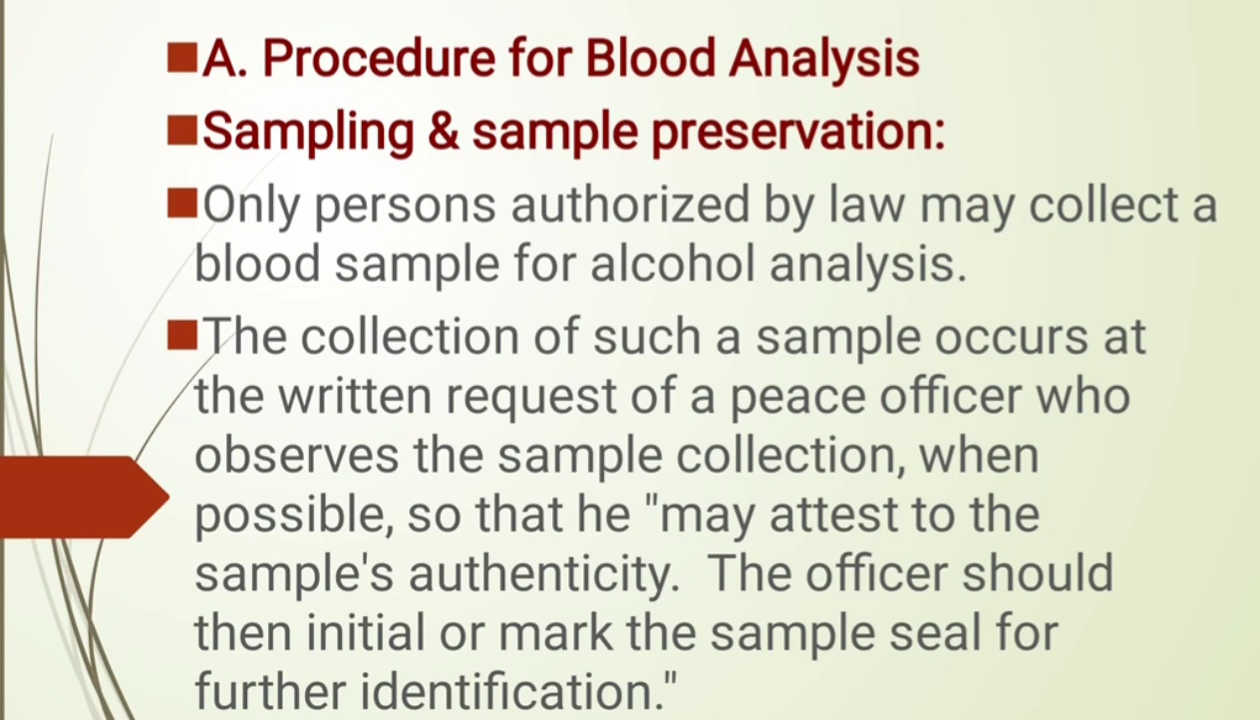 A. Procedure for Blood Analysis
Sampling & sample preservation:
Only persons authorized by law may collect a
blood sample for alcohol analysis.
The collection of such a sample occurs at
the written request of a peace officer who
observes the sample collection, when
possible, so that he "may attest to the
sample's authenticity.  The officer should
then initial or mark the sample seal for
further identification."